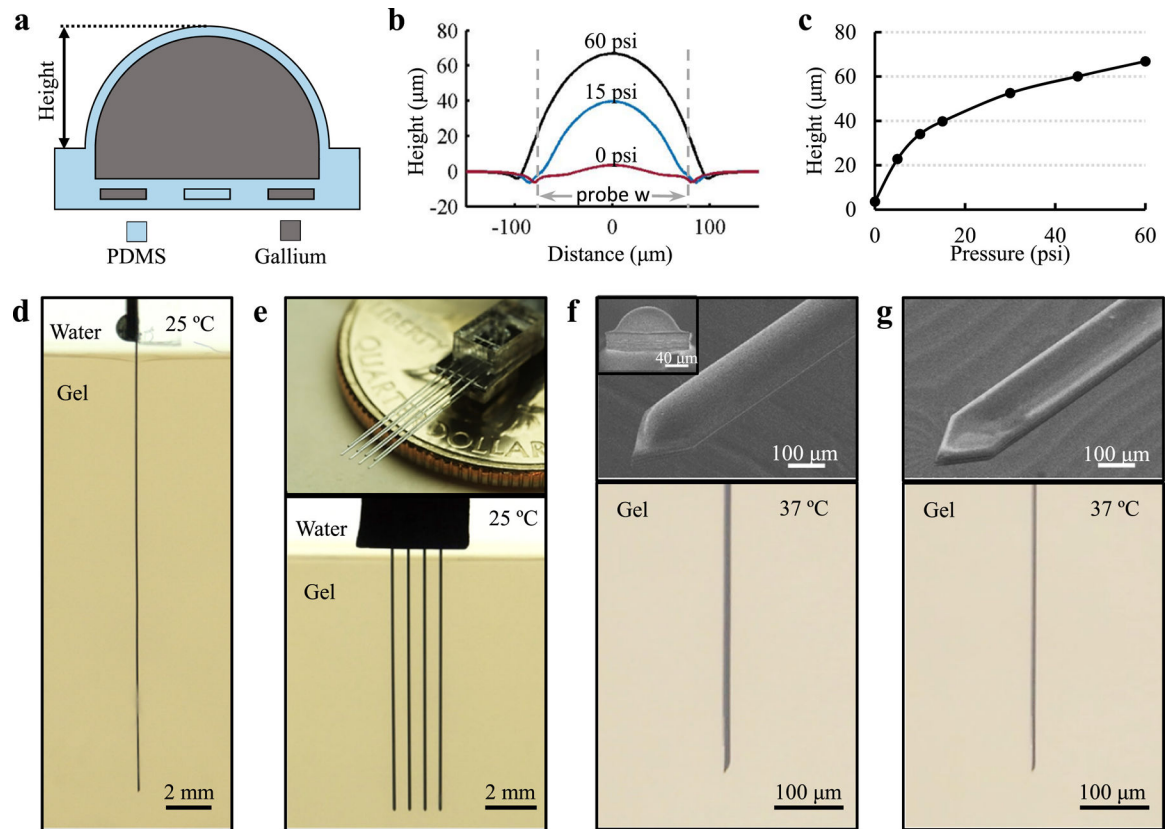 a
Height
PDMS
Gallium
b
Height (μm)
80
60
40
20
0
-20
60 psi
15 psi
0 psi
probe w
-100
0
100
Distance (μm)
c
Height (μm)
80
60
40
20
0
0
20
40
60
Pressure (psi)
d
Water
25 ºC
Gel
2 mm
e
LIBERTY
QUARTER
DOLLAR
Water
25 ºC
Gel
2 mm
f
40 μm
100 μm
Gel
37 ºC
100 μm
g
100 μm
Gel
37 ºC
100 μm